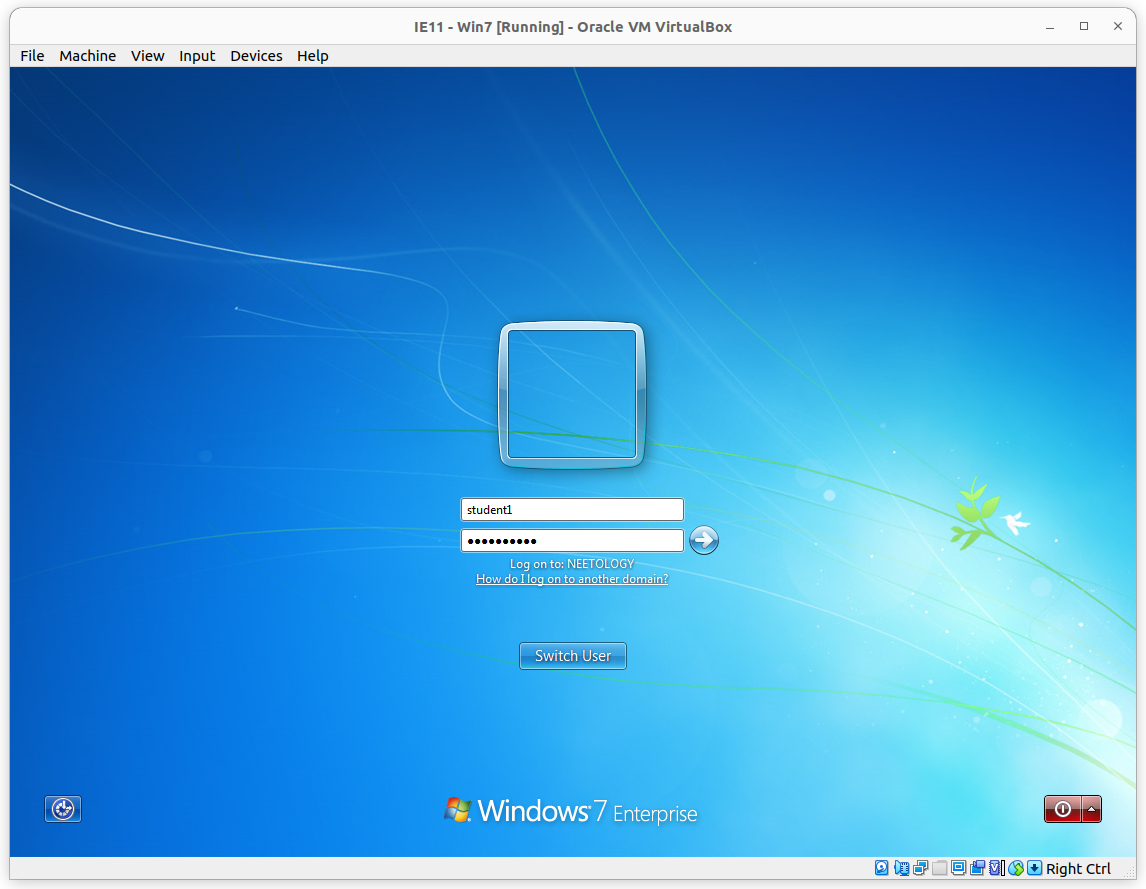 IE11 - Win7 [Running] - Oracle VM VirtualBox
File Machine View Input Devices Help
student1
••••••••••
Log on to: NEETOLOGY
How do I log on to another domain?
Switch User
Windows 7 Enterprise
Right Ctrl